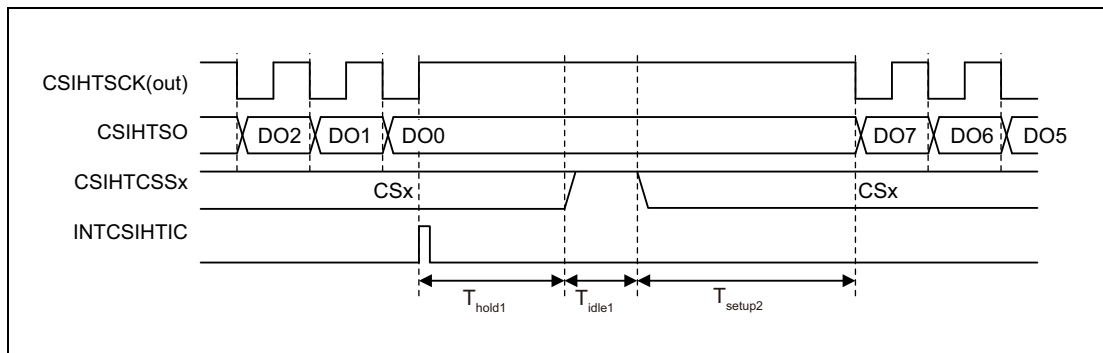 CSIHTSCK(out)
CSIHTSO DO2 DO1 DO0 DO7 DO6 DO5
CSIHTCSSx CSx CSx
INTCSIHTIC
Thold1 Tidle1 Tsetup2